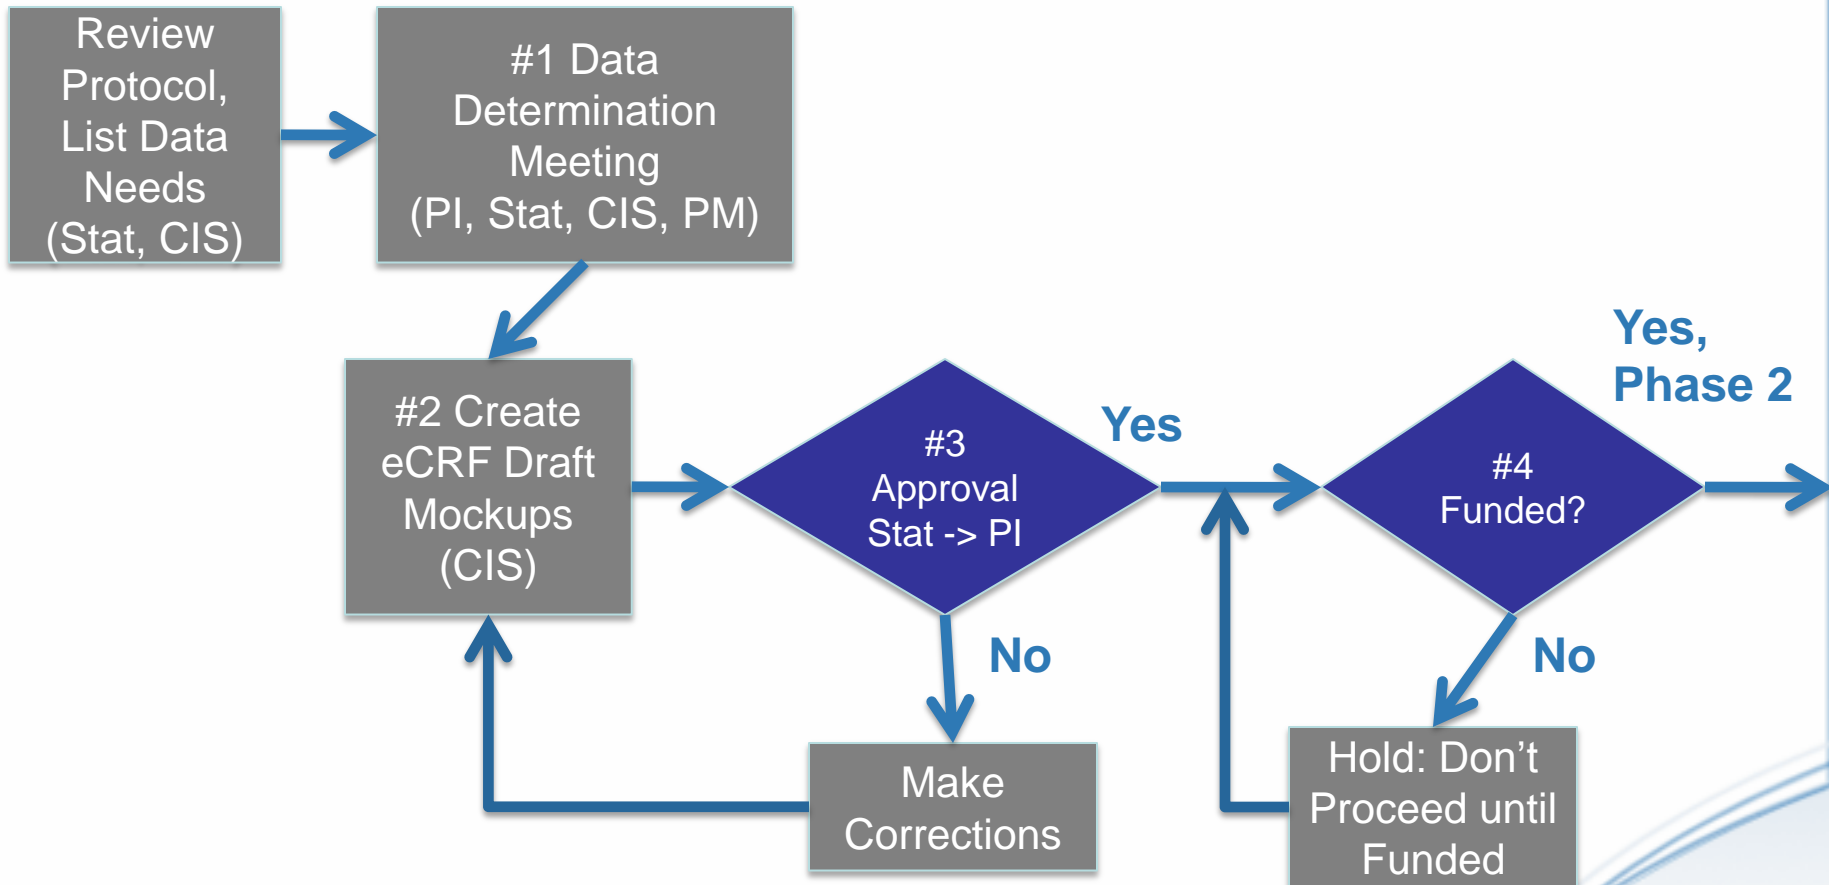 Review
Protocol,
List Data
Needs
(Stat, CIS)
#1 Data
Determination
Meeting
(PI, Stat, CIS, PM)
#2 Create
eCRF Draft
Mockups
(CIS)
#3
Approval
Stat -> PI
Yes
No
Make
Corrections
#4
Funded?
Yes,
Phase 2
No
Hold: Don’t
Proceed until
Funded